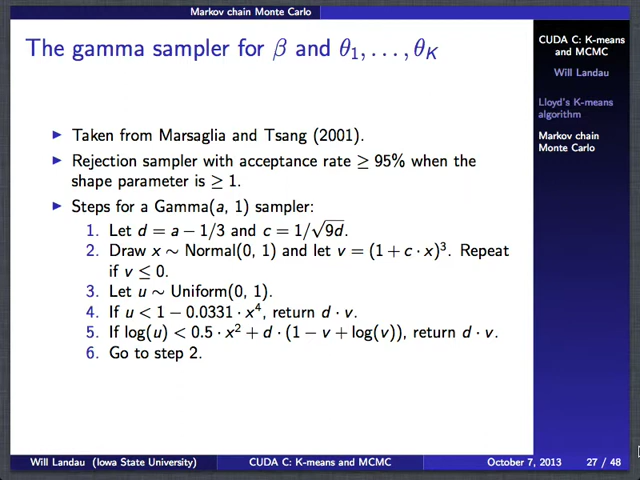 Markov chain Monte Carlo
The gamma sampler for β and θ₁, . . . , θ_K
CUDA C: K-means
and MCMC
Will Landau
Lloyd's K-means
algorithm
Markov chain
Monte Carlo
Taken from Marsaglia and Tsang (2001).
Rejection sampler with acceptance rate ≥ 95% when the
shape parameter is ≥ 1.
Steps for a Gamma(a, 1) sampler:
1. Let d = a − 1/3 and c = 1/√9d.
2. Draw x ∼ Normal(0, 1) and let v = (1 + c · x)³. Repeat
if v ≤ 0.
3. Let u ∼ Uniform(0, 1).
4. If u < 1 − 0.0331 · x⁴, return d · v.
5. If log(u) < 0.5 · x² + d · (1 − v + log(v)), return d · v.
6. Go to step 2.
Will Landau (Iowa State University) CUDA C: K-means and MCMC October 7, 2013 27 / 48